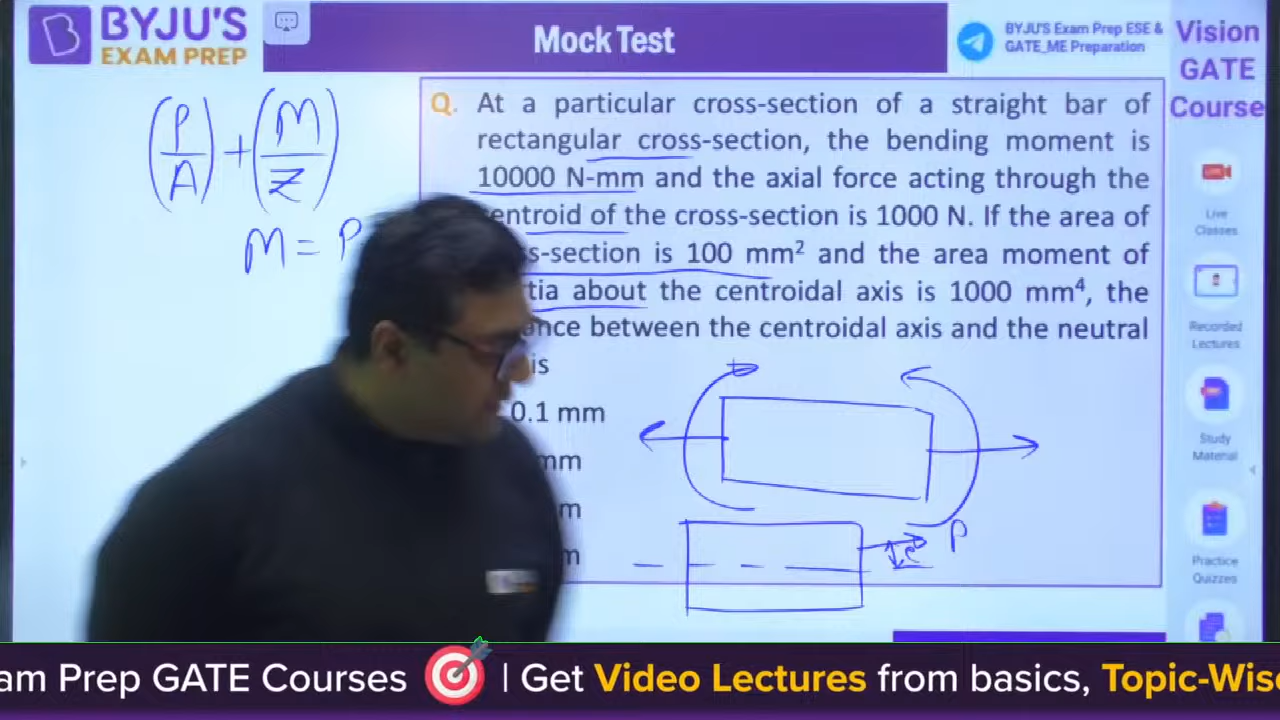 BYJU'S
EXAM PREP
Mock Test
BYJU'S Exam Prep ESE &
GATE_ME Preparation
Vision
GATE
Course
Live
Classes
Recorded
Lectures
Study
Material
Practice
Quizzes
(P/A) + (M/Z)
M = P
Q. At a particular cross-section of a straight bar of
rectangular cross-section, the bending moment is
10000 N-mm and the axial force acting through the
entroid of the cross-section is 1000 N. If the area of
s-section is 100 mm² and the area moment of
tia about the centroidal axis is 1000 mm⁴, the
ance between the centroidal axis and the neutral
is
0.1 mm
mm
m
m
e
P
am Prep GATE Courses | Get Video Lectures from basics, Topic-Wise